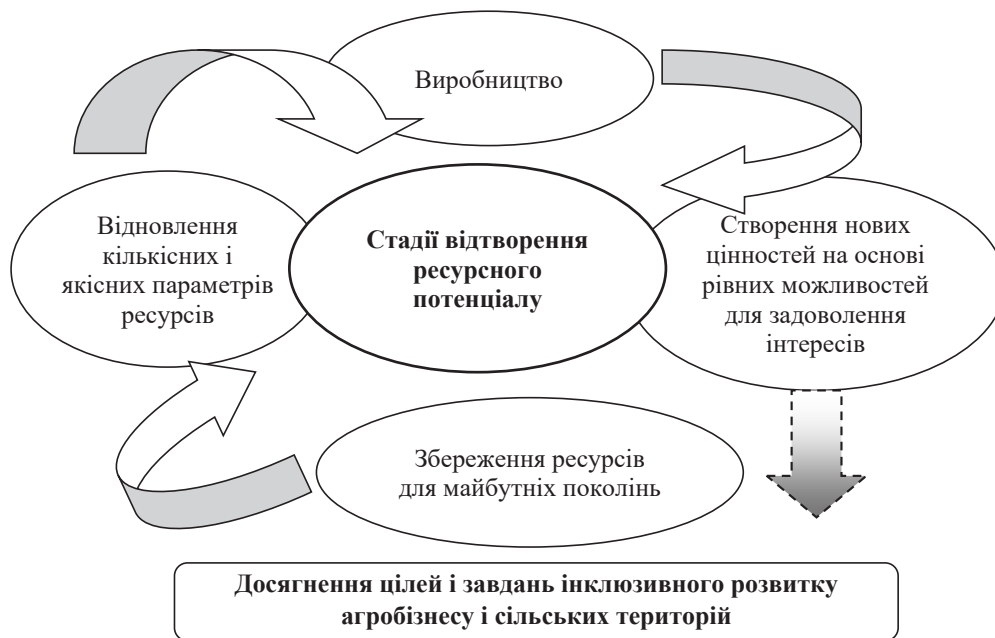 Виробництво
Відновлення
кількісних і
якісних параметрів
ресурсів
Стадії відтворення
ресурсного
потенціалу
Створення нових
цінностей на основі
рівних можливостей
для задоволення
інтересів
Збереження ресурсів
для майбутніх поколінь
Досягнення цілей і завдань інклюзивного розвитку
агробізнесу і сільських територій